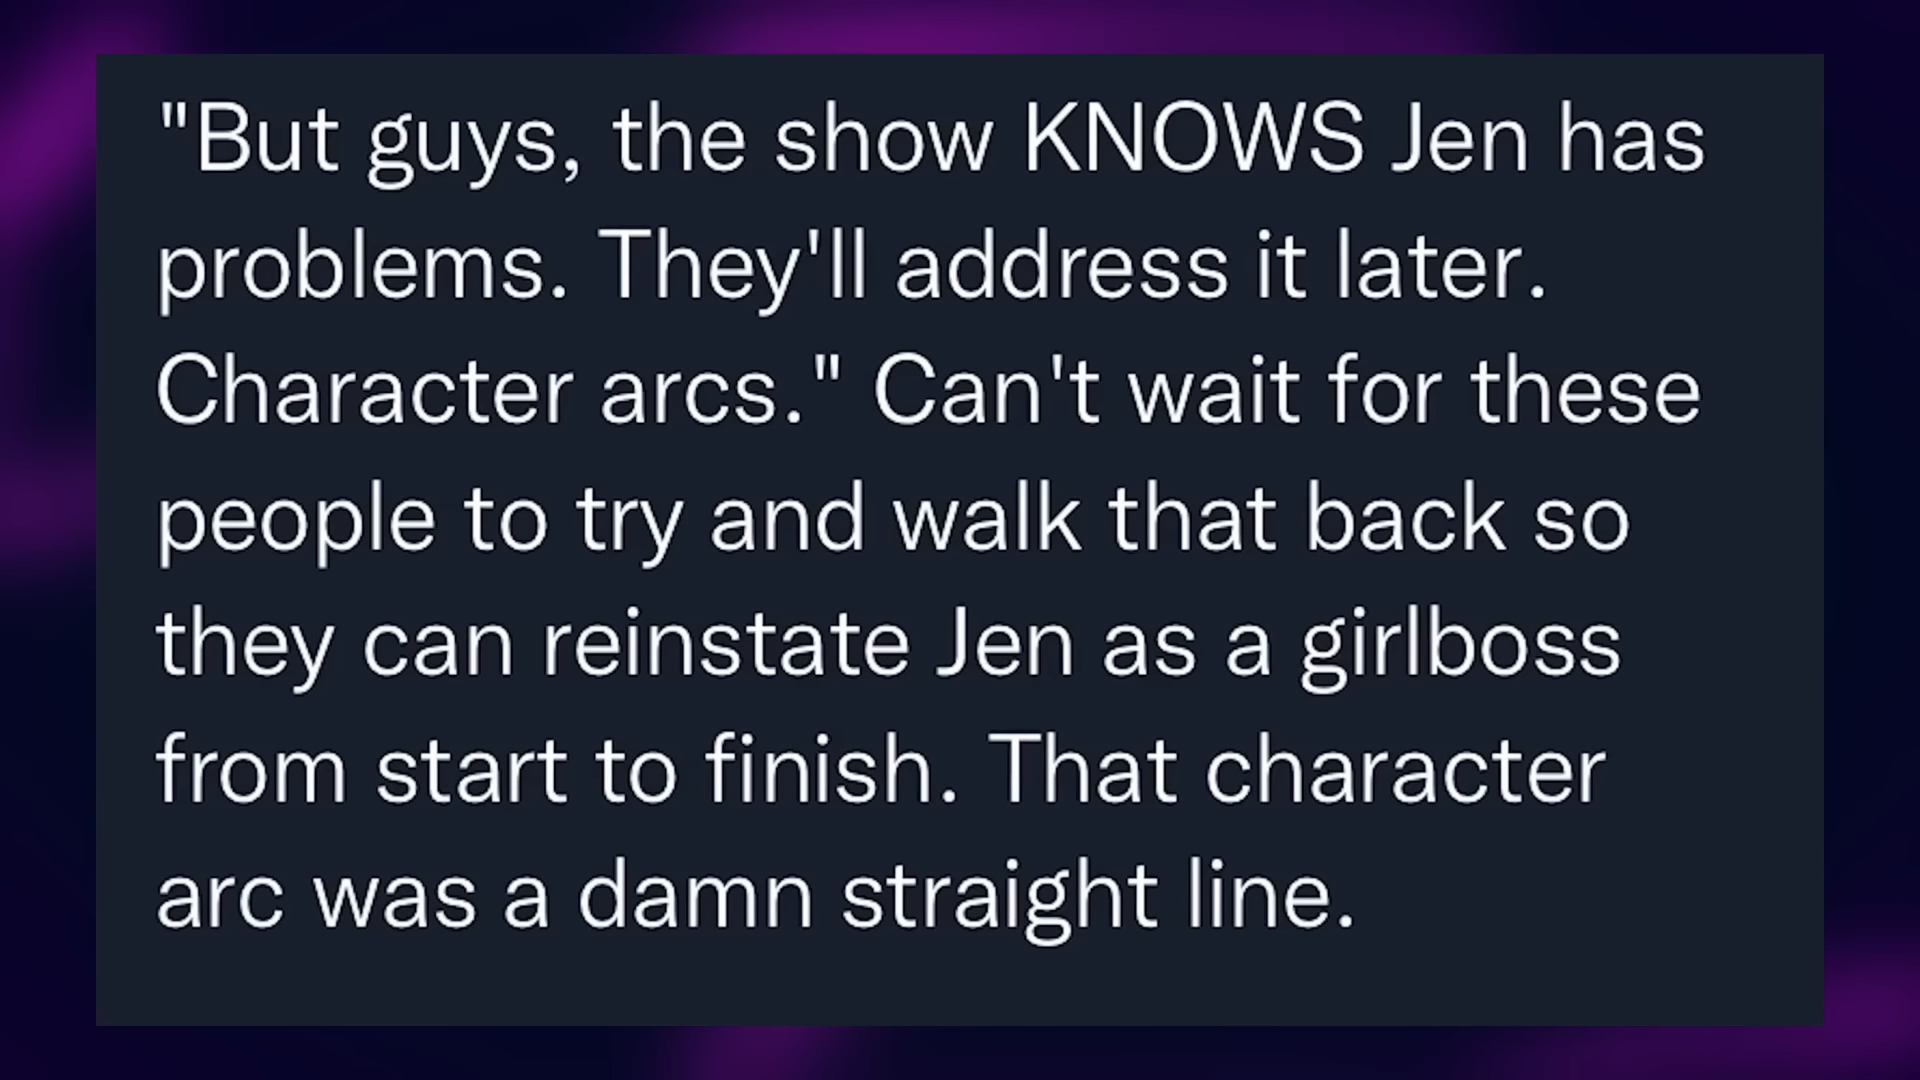 "But guys, the show KNOWS Jen has
problems. They'll address it later.
Character arcs." Can't wait for these
people to try and walk that back so
they can reinstate Jen as a girlboss
from start to finish. That character
arc was a damn straight line.